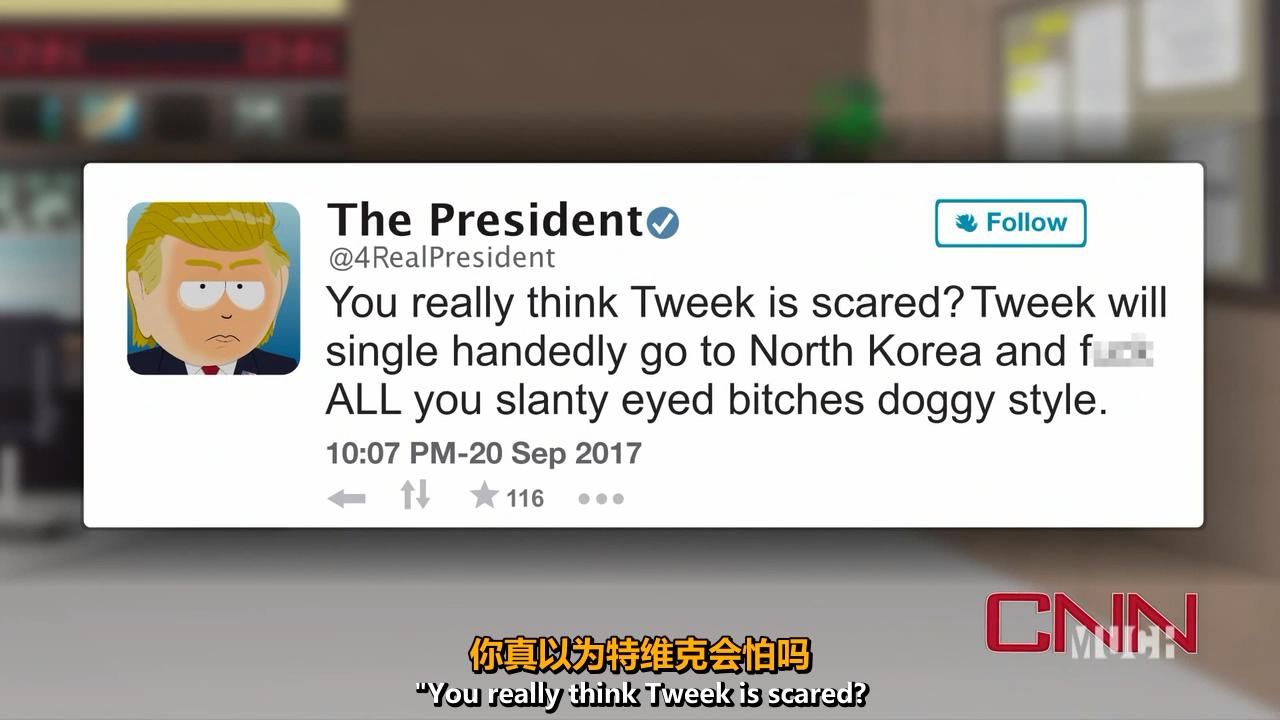 CNN
CNN
The President
Follow
@4RealPresident
You really think Tweek is scared? Tweek will
single handedly go to North Korea and f
ALL you slanty eyed bitches doggy style.
10:07 PM-20 Sep 2017
116
CNN
MUCH
你真以为特维克会怕吗
"You really think Tweek is scared?